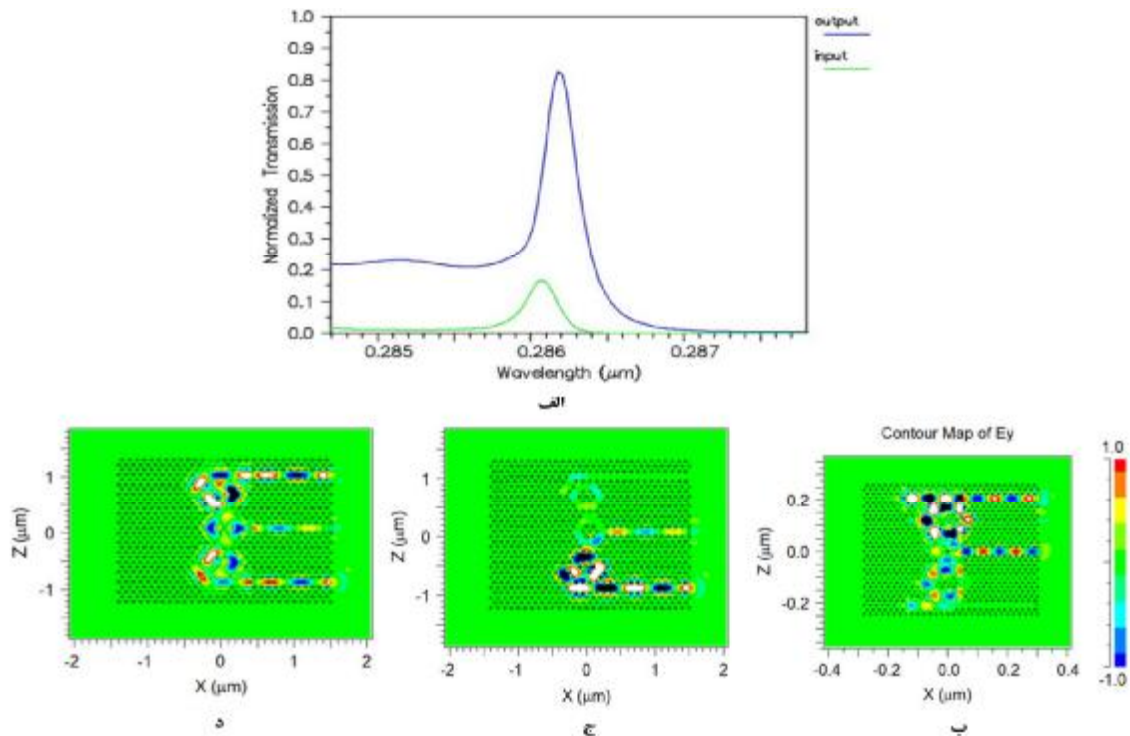 1.0
0.9
0.8
0.7
0.6
0.5
0.4
0.3
0.2
0.1
0.0
Normalized Transmission
0.285
0.286
0.287
Wavelength (μm)
output
input
الف
1
0
-1
Z (μm)
-2
-1
0
1
2
X (μm)
د
1
0
-1
Z (μm)
-2
-1
0
1
2
X (μm)
ج
Contour Map of Ey
0.2
0.0
-0.2
Z (μm)
-0.4
-0.2
0.0
0.2
0.4
X (μm)
1.0
-1.0
ب